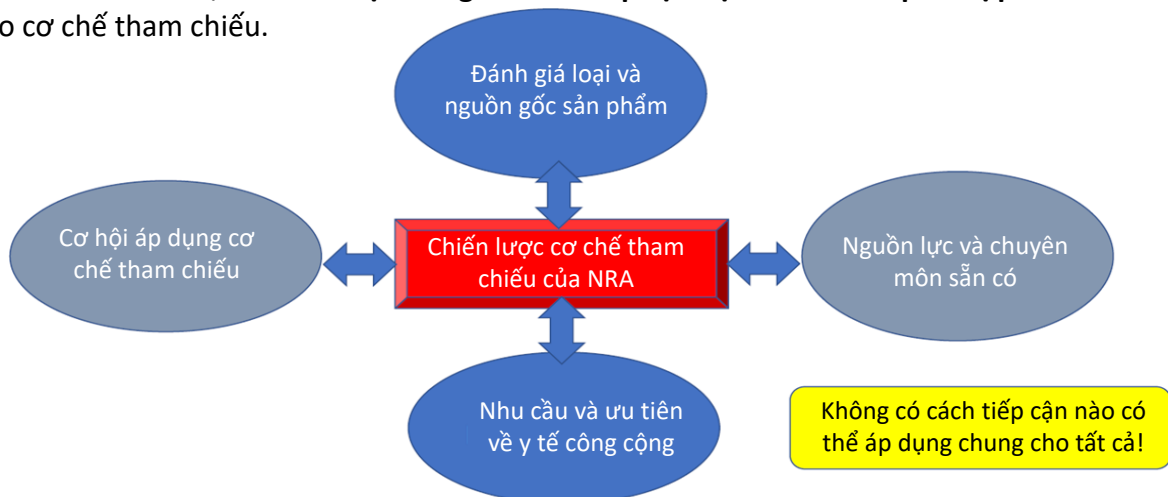 o cơ chế tham chiếu.
Đánh giá loại và
nguồn gốc sản phẩm
Cơ hội áp dụng cơ
chế tham chiếu
Chiến lược cơ chế tham
chiếu của NRA
Nguồn lực và chuyên
môn sẵn có
Nhu cầu và ưu tiên
về y tế công cộng
Không có cách tiếp cận nào có
thể áp dụng chung cho tất cả!